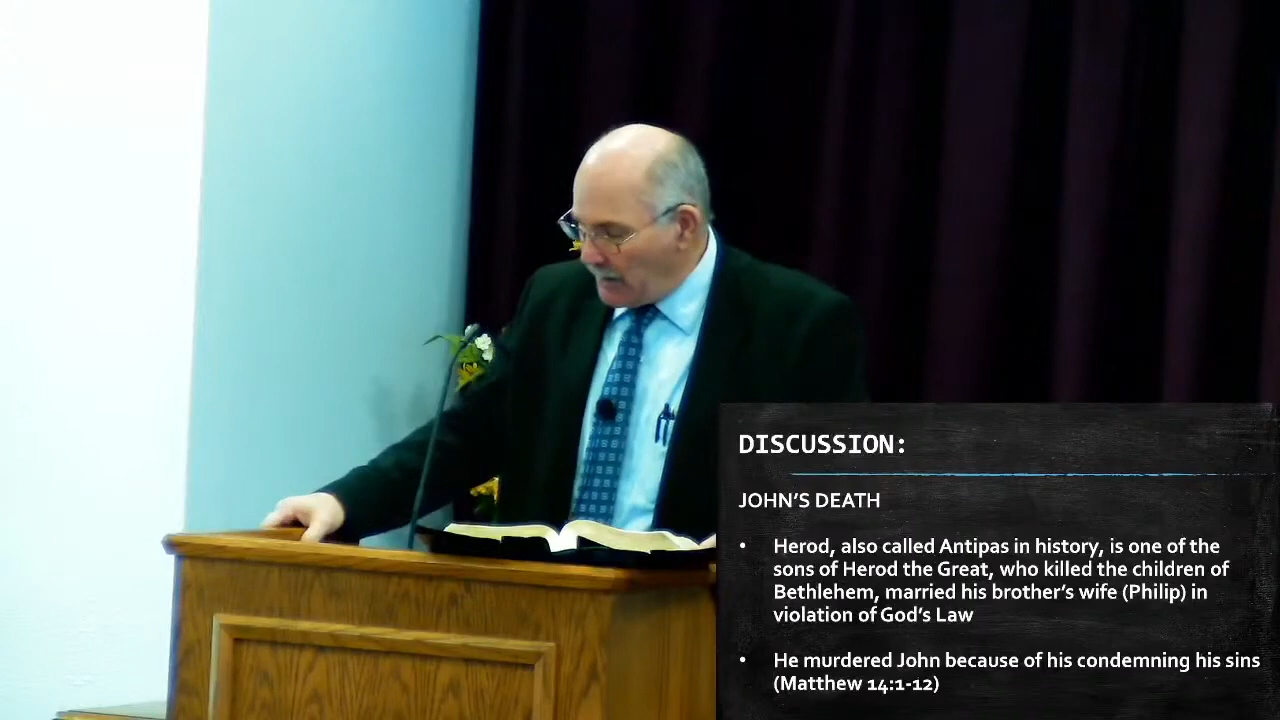 DISCUSSION:
JOHN'S DEATH
• Herod, also called Antipas in history, is one of the
sons of Herod the Great, who killed the children of
Bethlehem, married his brother's wife (Philip) in
violation of God's Law
• He murdered John because of his condemning his sins
(Matthew 14:1-12)